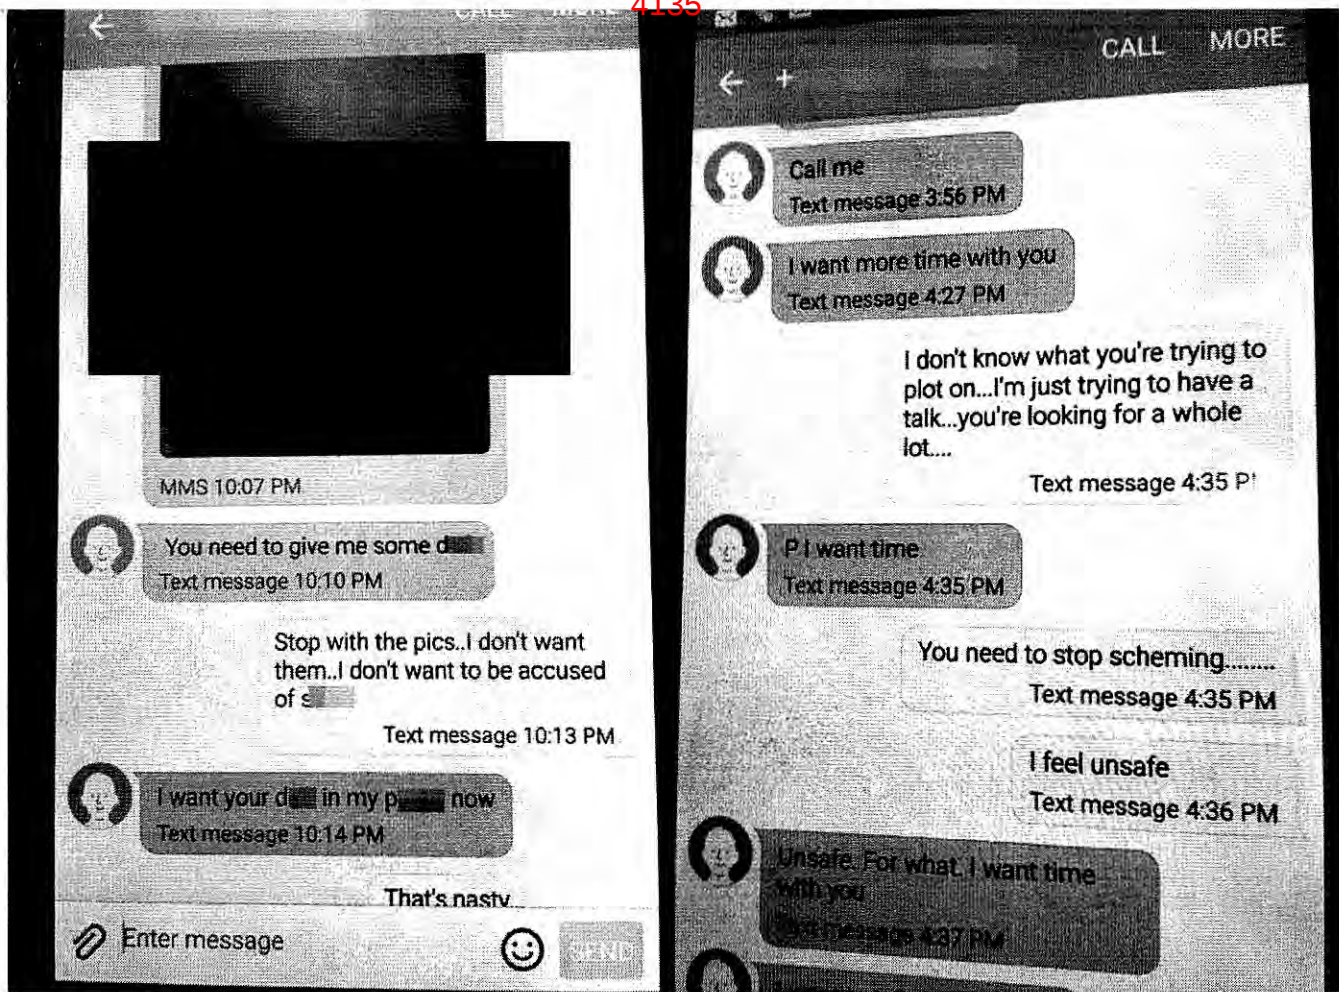 4135
CALL MORE
MMS 10:07 PM
You need to give me some d
Text message 10:10 PM
Stop with the pics..I don't want
them..I don't want to be accused
of s
Text message 10:13 PM
I want your d in my p now
Text message 10:14 PM
That's nasty...
Enter message
SEND
CALL MORE
+
Call me
Text message 3:56 PM
I want more time with you
Text message 4:27 PM
I don't know what you're trying to
plot on...I'm just trying to have a
talk...you're looking for a whole
lot....
Text message 4:35 P
P I want time
Text message 4:35 PM
You need to stop scheming........
Text message 4:35 PM
I feel unsafe
Text message 4:36 PM
Unsafe. For what. I want time
with you
Text message 4:37 PM